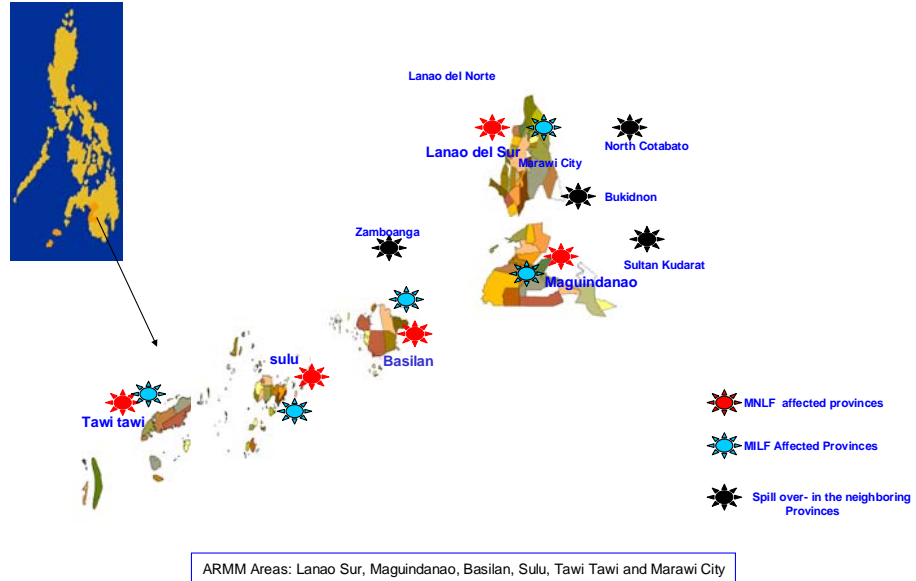 Lanao del Norte
Lanao del Sur
Marawi City
North Cotabato
Bukidnon
Zamboanga
Sultan Kudarat
Maguindanao
Basilan
sulu
Tawi tawi
MNLF affected provinces
MILF Affected Provinces
Spill over- in the neighboring
Provinces
ARMM Areas: Lanao Sur, Maguindanao, Basilan, Sulu, Tawi Tawi and Marawi City